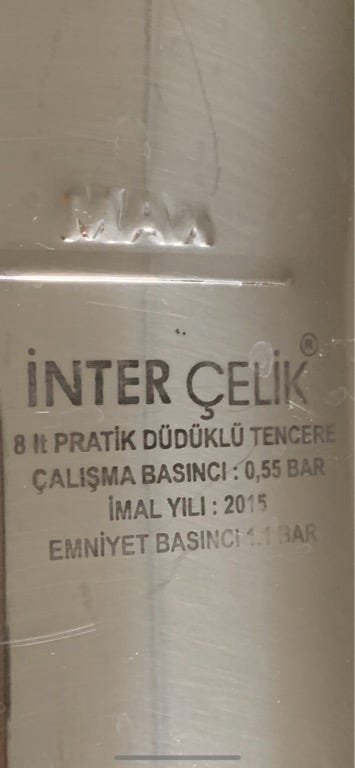 MAX
İNTER ÇELİK®
8 lt PRATİK DÜDÜKLÜ TENCERE
ÇALIŞMA BASINCI : 0,55 BAR
İMAL YILI : 2015
EMNİYET BASINCI 1.1 BAR